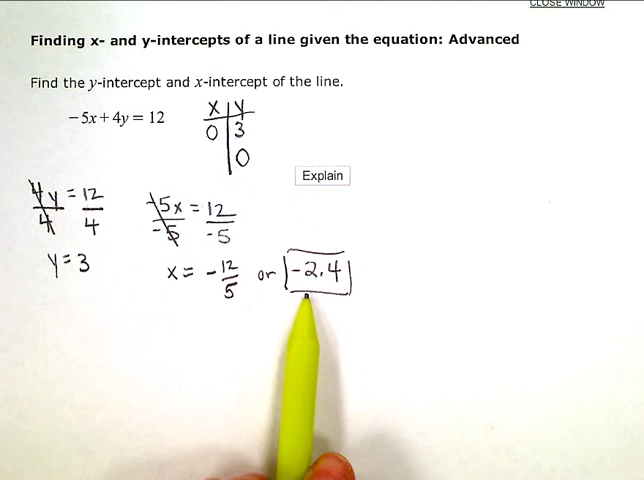 CLOSE WINDOW
Finding x- and y-intercepts of a line given the equation: Advanced
Find the y-intercept and x-intercept of the line.
-5x+4y=12
X | Y
0 | 3
| 0
Explain
4y = 12
4 4
y = 3
-5x = 12
-5 -5
x = -12/5 or -2.4